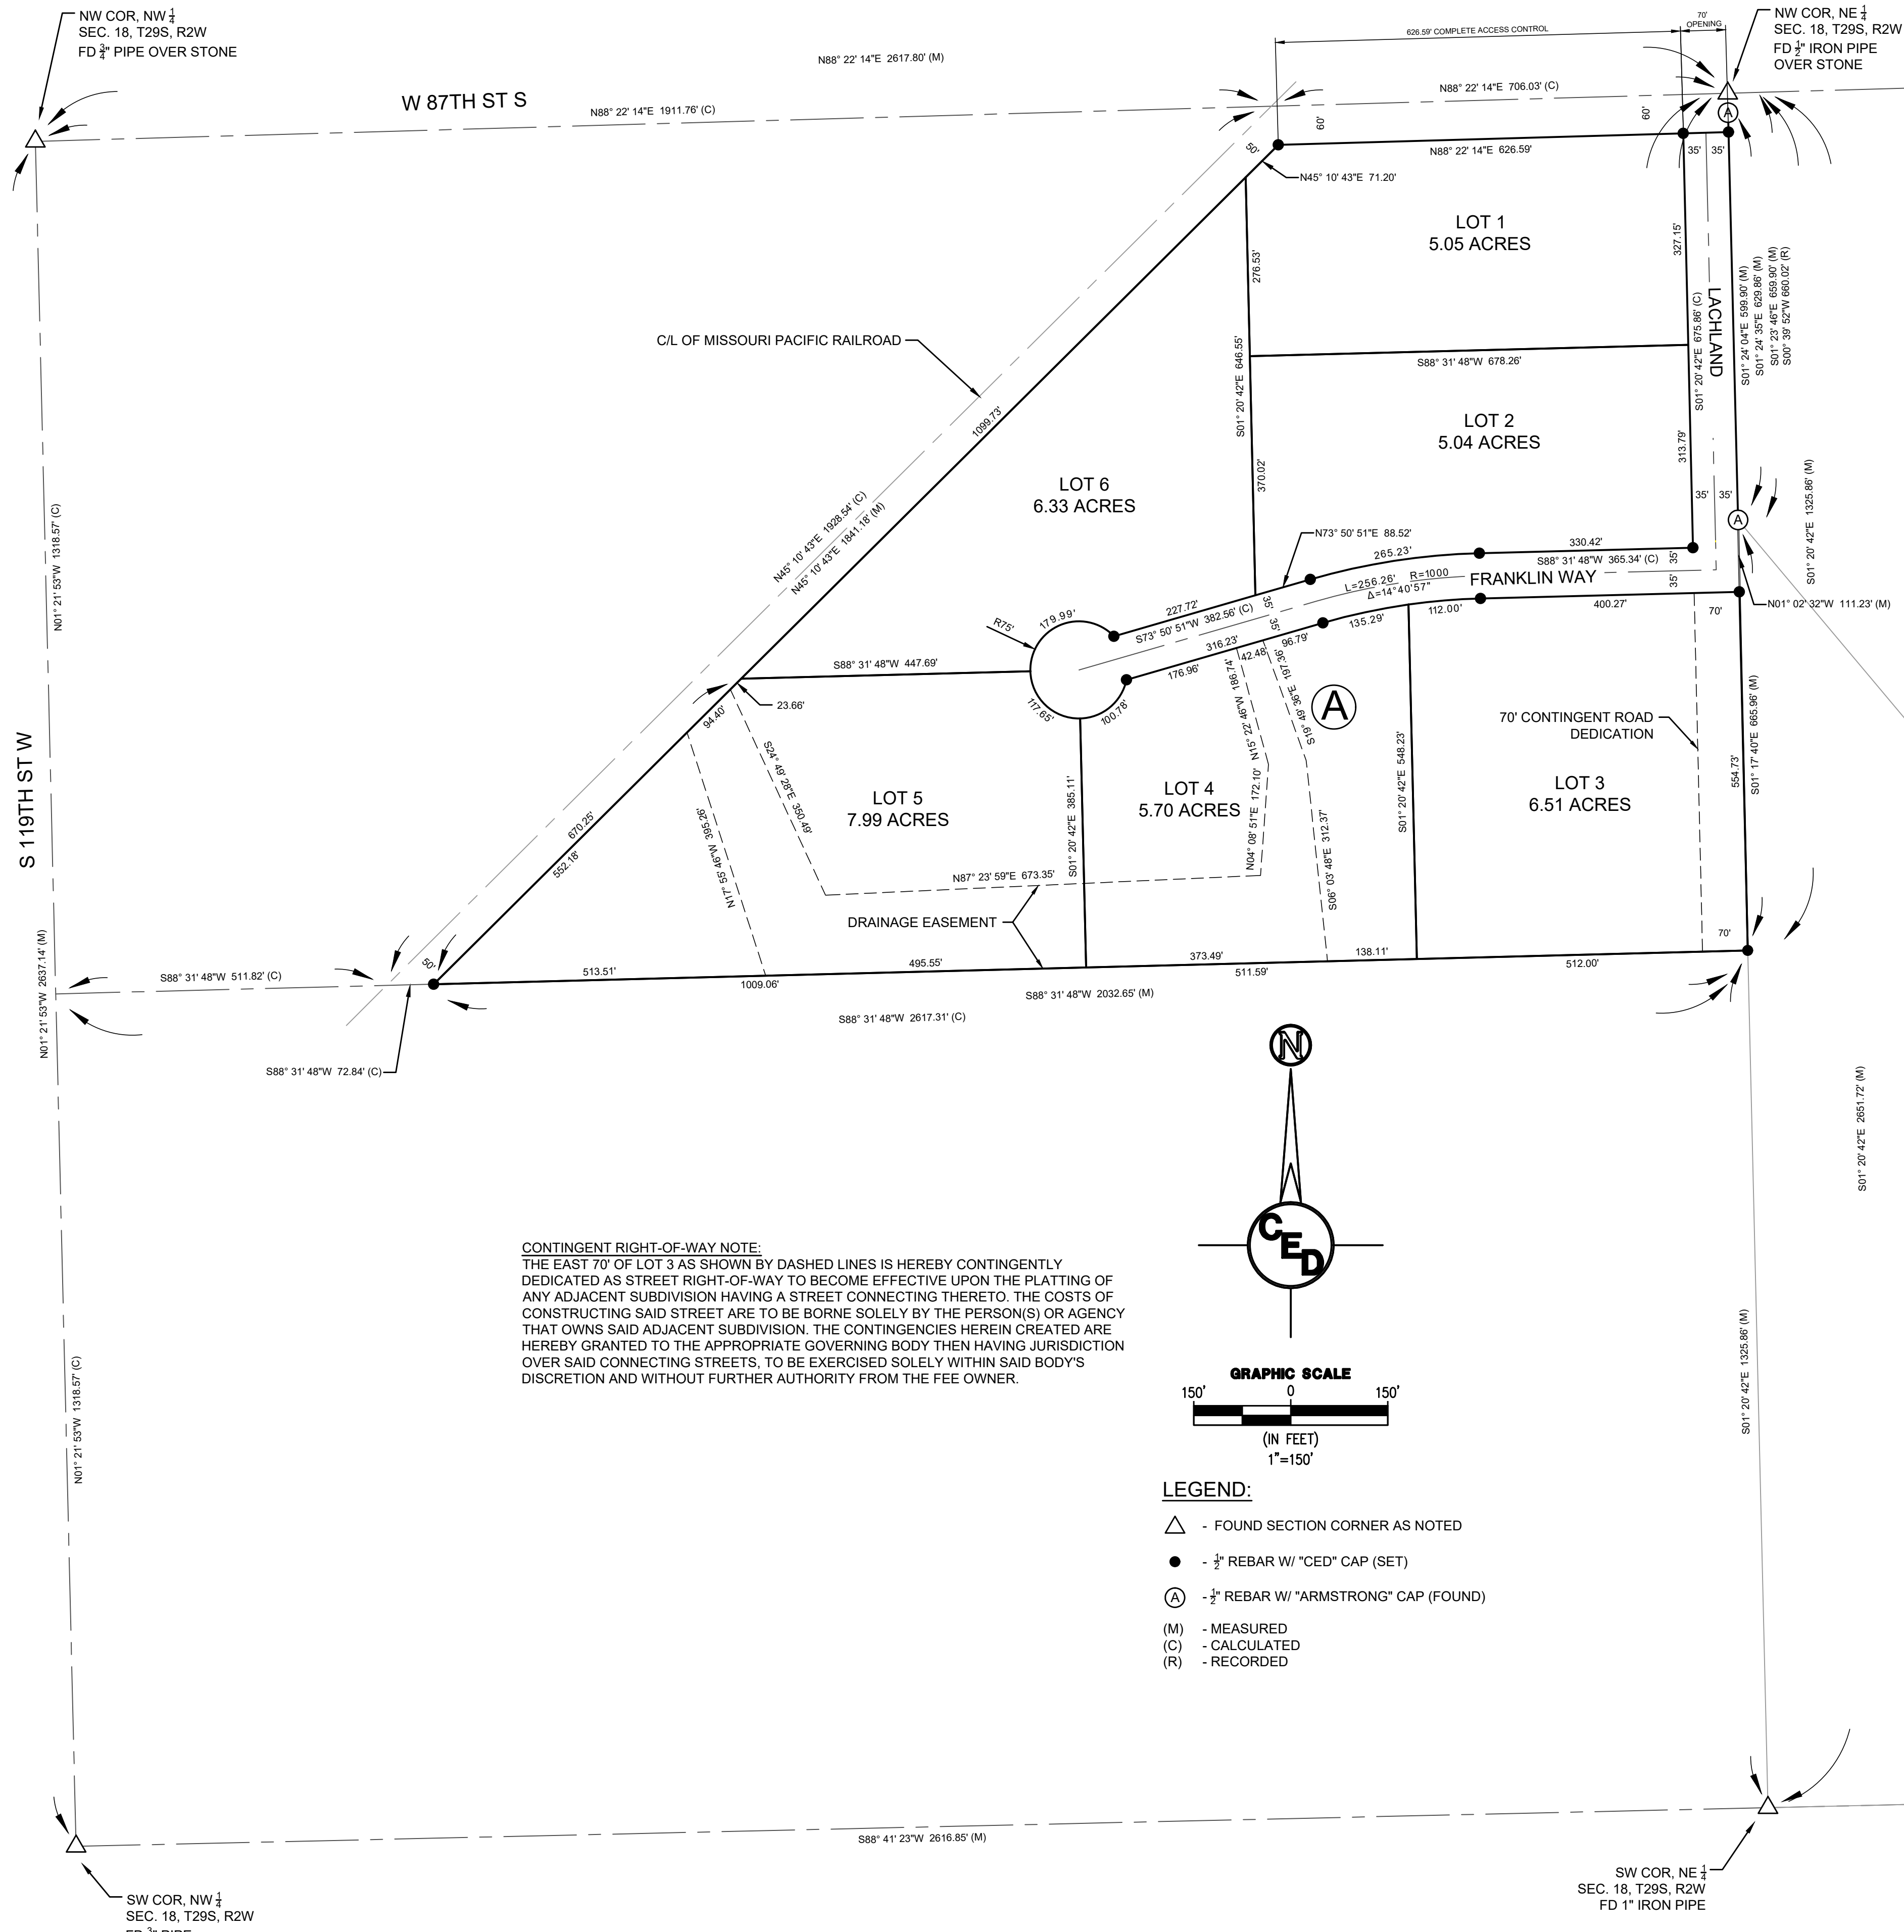 NW COR, NW 1/4
SEC. 18, T29S, R2W
FD 3/4" PIPE OVER STONE
N88° 22' 14"E 2617.80' (M)
626.59' COMPLETE ACCESS CONTROL
70'
OPENING
NW COR, NE 1/4
SEC. 18, T29S, R2W
FD 1/2" IRON PIPE
OVER STONE
W 87TH ST S
N88° 22' 14"E 1911.76' (C)
N88° 22' 14"E 706.03' (C)
60'
60'
A
50'
N88° 22' 14"E 626.59'
35'
35'
N45° 10' 43"E 71.20'
LOT 1
5.05 ACRES
276.53'
327.15'
S01° 20' 42"E 675.86' (C)
LACHLAND
S01° 24' 04"E 599.90' (M)
S01° 24' 35"E 629.86' (M)
S01° 23' 46"E 659.90' (M)
S00° 39' 52"W 660.02' (R)
C/L OF MISSOURI PACIFIC RAILROAD
S88° 31' 48"W 678.26'
S01° 20' 42"E 646.55'
1099.73'
LOT 2
5.04 ACRES
313.79'
370.02'
LOT 6
6.33 ACRES
35'
35'
A
S01° 20' 42"E 1325.86' (M)
N45° 10' 43"E 1928.54' (C)
N45° 10' 43"E 1841.18' (M)
N01° 21' 53"W 1318.57' (C)
N73° 50' 51"E 88.52'
265.23'
330.42'
S88° 31' 48"W 365.34' (C)
35'
35'
L=256.26' R=1000
Δ=14°40'57"
FRANKLIN WAY
N01° 02' 32"W 111.23' (M)
179.99'
R75'
227.72'
S73° 50' 51"W 382.56' (C)
35'
35'
112.00'
400.27'
70'
135.29'
96.79'
316.23'
42.48'
176.96'
S88° 31' 48"W 447.69'
23.66'
94.40'
117.65'
100.78'
N15° 22' 46"W 186.74'
S19° 49' 36"E 197.36'
A
70' CONTINGENT ROAD
DEDICATION
S01° 17' 40"E 665.96' (M)
554.73'
S 119TH ST W
S24° 49' 28"E 350.49'
S01° 20' 42"E 548.23'
LOT 5
7.99 ACRES
LOT 4
5.70 ACRES
LOT 3
6.51 ACRES
S01° 20' 42"E 385.11'
N04° 08' 51"E 172.10'
S06° 03' 48"E 312.37'
670.25'
552.18'
N17° 55' 46"W 395.26'
N87° 23' 59"E 673.35'
DRAINAGE EASEMENT
70'
50'
N01° 21' 53"W 2637.14' (M)
S88° 31' 48"W 511.82' (C)
513.51'
495.55'
373.49'
138.11'
1009.06'
511.59'
512.00'
S88° 31' 48"W 2032.65' (M)
S88° 31' 48"W 2617.31' (C)
S88° 31' 48"W 72.84' (C)
N
CED
S01° 20' 42"E 2651.72' (M)
CONTINGENT RIGHT-OF-WAY NOTE:
THE EAST 70' OF LOT 3 AS SHOWN BY DASHED LINES IS HEREBY CONTINGENTLY
DEDICATED AS STREET RIGHT-OF-WAY TO BECOME EFFECTIVE UPON THE PLATTING OF
ANY ADJACENT SUBDIVISION HAVING A STREET CONNECTING THERETO. THE COSTS OF
CONSTRUCTING SAID STREET ARE TO BE BORNE SOLELY BY THE PERSON(S) OR AGENCY
THAT OWNS SAID ADJACENT SUBDIVISION. THE CONTINGENCIES HEREIN CREATED ARE
HEREBY GRANTED TO THE APPROPRIATE GOVERNING BODY THEN HAVING JURISDICTION
OVER SAID CONNECTING STREETS, TO BE EXERCISED SOLELY WITHIN SAID BODY'S
DISCRETION AND WITHOUT FURTHER AUTHORITY FROM THE FEE OWNER.
N01° 21' 53"W 1318.57' (C)
S01° 20' 42"E 1325.86' (M)
GRAPHIC SCALE
150' 0 150'
(IN FEET)
1"=150'
LEGEND:
- FOUND SECTION CORNER AS NOTED
- 1/2" REBAR W/ "CED" CAP (SET)
A - 1/2" REBAR W/ "ARMSTRONG" CAP (FOUND)
(M) - MEASURED
(C) - CALCULATED
(R) - RECORDED
S88° 41' 23"W 2616.85' (M)
SW COR, NW 1/4
SEC. 18, T29S, R2W
SW COR, NE 1/4
SEC. 18, T29S, R2W
FD 1" IRON PIPE